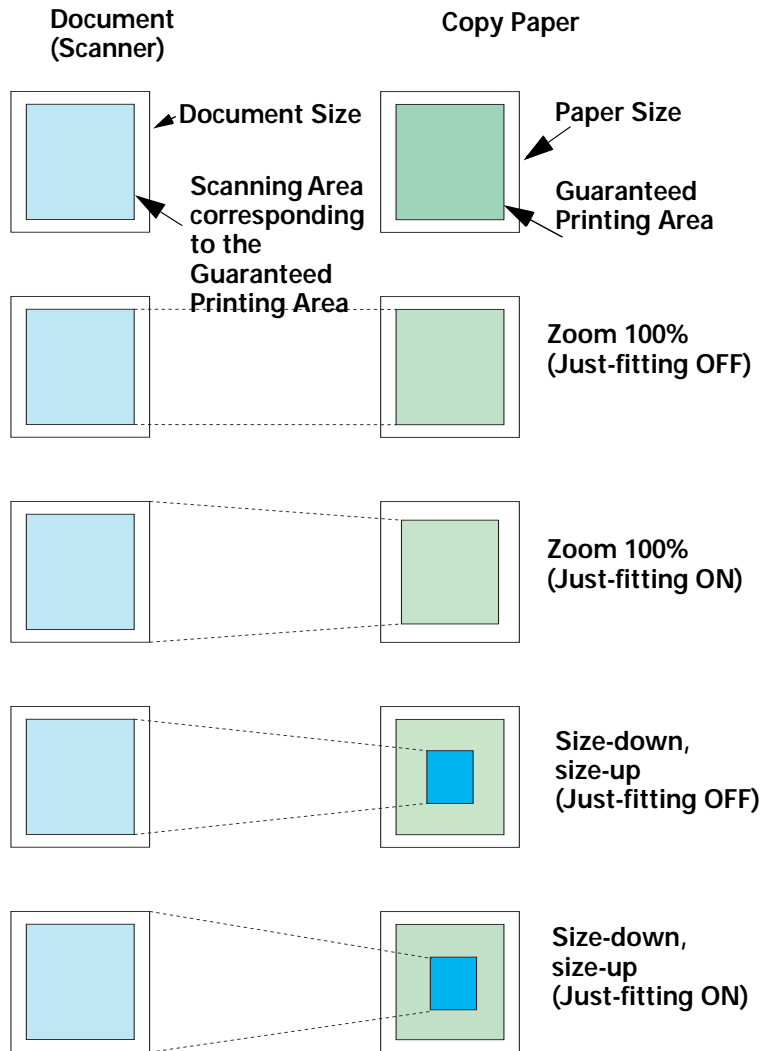 Document
(Scanner)
Copy Paper
Document Size
Scanning Area
corresponding
to the
Guaranteed
Printing Area
Paper Size
Guaranteed
Printing Area
Zoom 100%
(Just-fitting OFF)
Zoom 100%
(Just-fitting ON)
Size-down,
size-up
(Just-fitting OFF)
Size-down,
size-up
(Just-fitting ON)